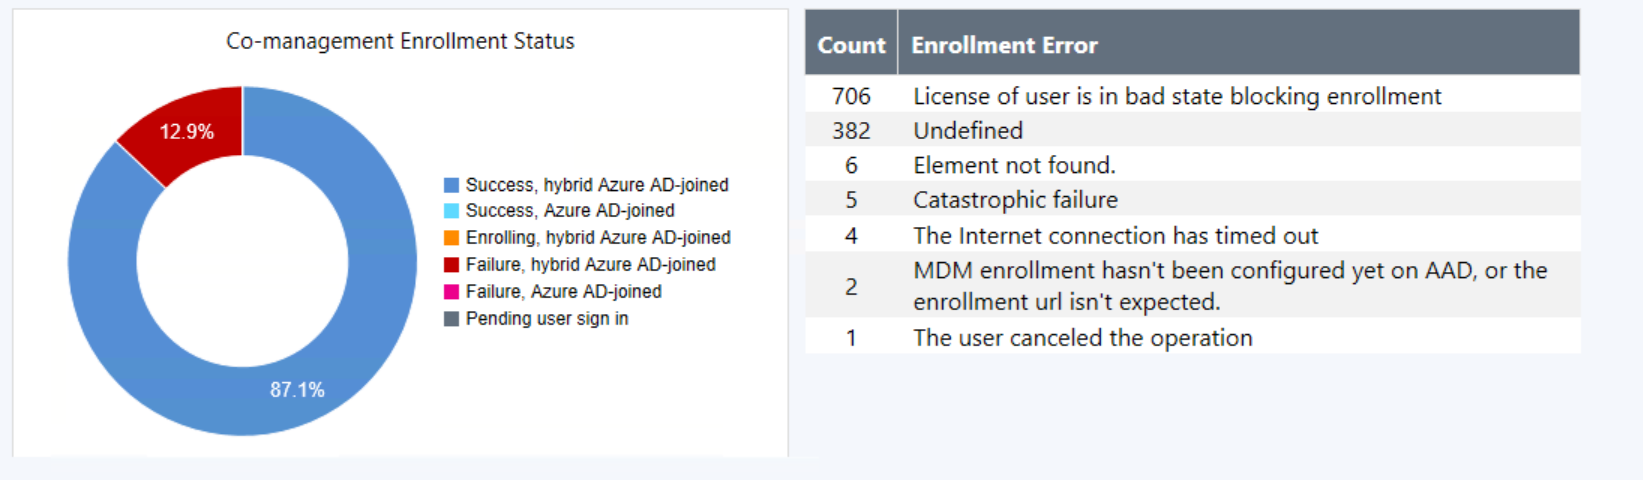 Co-management Enrollment Status
12.9%
87.1%
Success, hybrid Azure AD-joined
Success, Azure AD-joined
Enrolling, hybrid Azure AD-joined
Failure, hybrid Azure AD-joined
Failure, Azure AD-joined
Pending user sign in
Count Enrollment Error
706 License of user is in bad state blocking enrollment
382 Undefined
6 Element not found.
5 Catastrophic failure
4 The Internet connection has timed out
2 MDM enrollment hasn't been configured yet on AAD, or the
enrollment url isn't expected.
1 The user canceled the operation